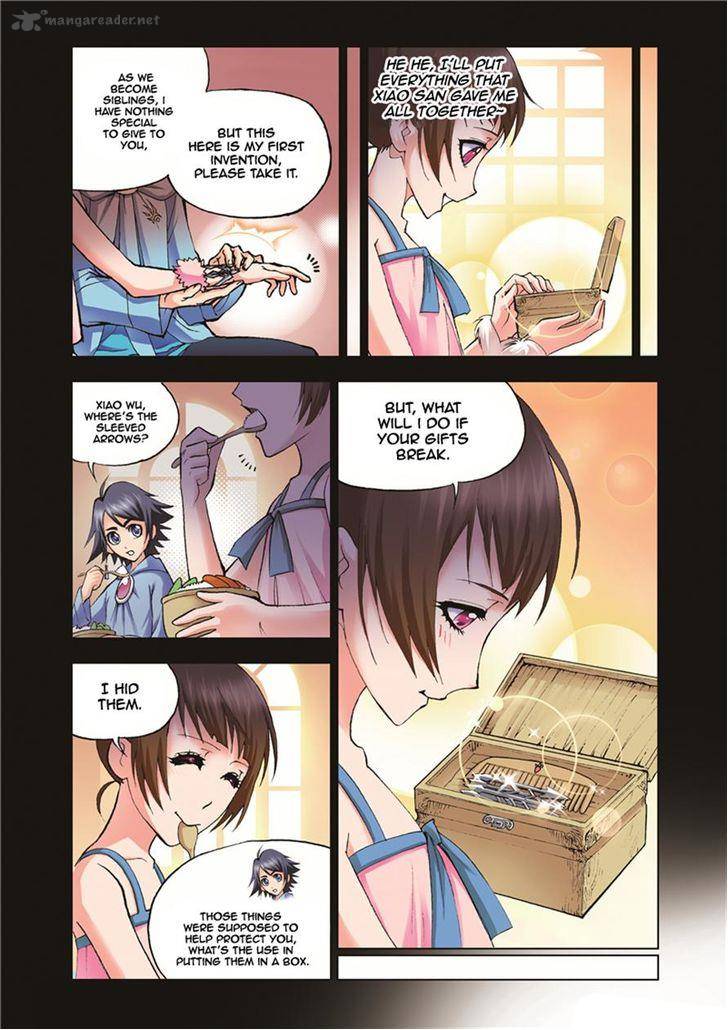 mangareader.net
AS WE
BECOME
SIBLINGS, I
HAVE NOTHING
SPECIAL
TO GIVE TO
YOU,
BUT THIS
HERE IS MY FIRST
INVENTION,
PLEASE TAKE IT.
HE HE, I'LL PUT
EVERYTHING THAT
XIAO SAN GAVE ME
ALL TOGETHER~
XIAO WU,
WHERE'S THE
SLEEVED
ARROWS?
BUT, WHAT
WILL I DO IF
YOUR GIFTS
BREAK.
I HID
THEM.
THOSE THINGS
WERE SUPPOSED TO
HELP PROTECT YOU,
WHAT'S THE USE IN
PUTTING THEM IN A BOX.